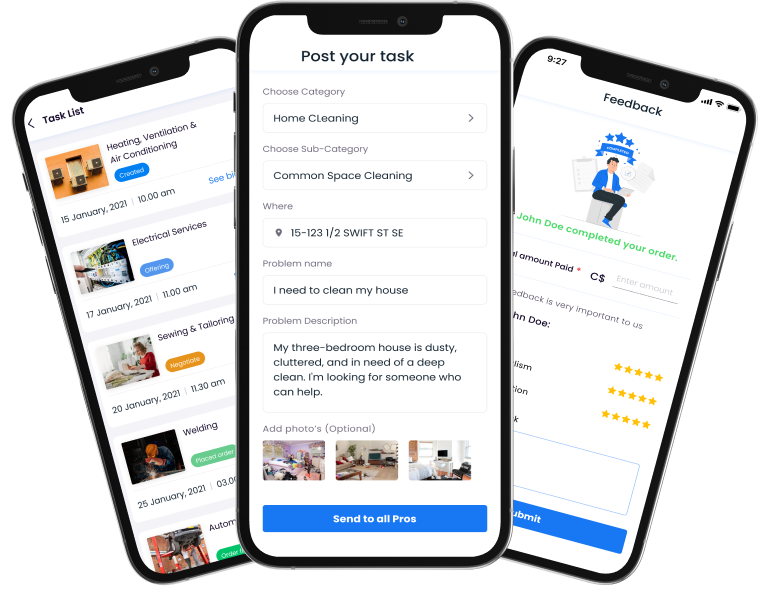 Task List
Heating, Ventilation &
Air Conditioning
Created
15 January, 2021 | 10.00 am
See bi
Electrical Services
Offering
17 January, 2021 | 11.00 am
Sewing & Tailoring
Negotiate
20 January, 2021 | 11.30 am
Welding
Placed order
25 January, 2021 | 03.00
Autom
Order
Post your task
Choose Category
Home CLeaning
Choose Sub-Category
Common Space Cleaning
Where
15-123 1/2 SWIFT ST SE
Problem name
I need to clean my house
Problem Description
My three-bedroom house is dusty,
cluttered, and in need of a deep
clean. I'm looking for someone who
can help.
Add photo's (Optional)
Send to all Pros
9:27
Feedback
COMPLETED
John Doe completed your order.
al amount Paid * C$ Enter amount
edback is very important to us
hn Doe:
lism
tion
k
ubmit